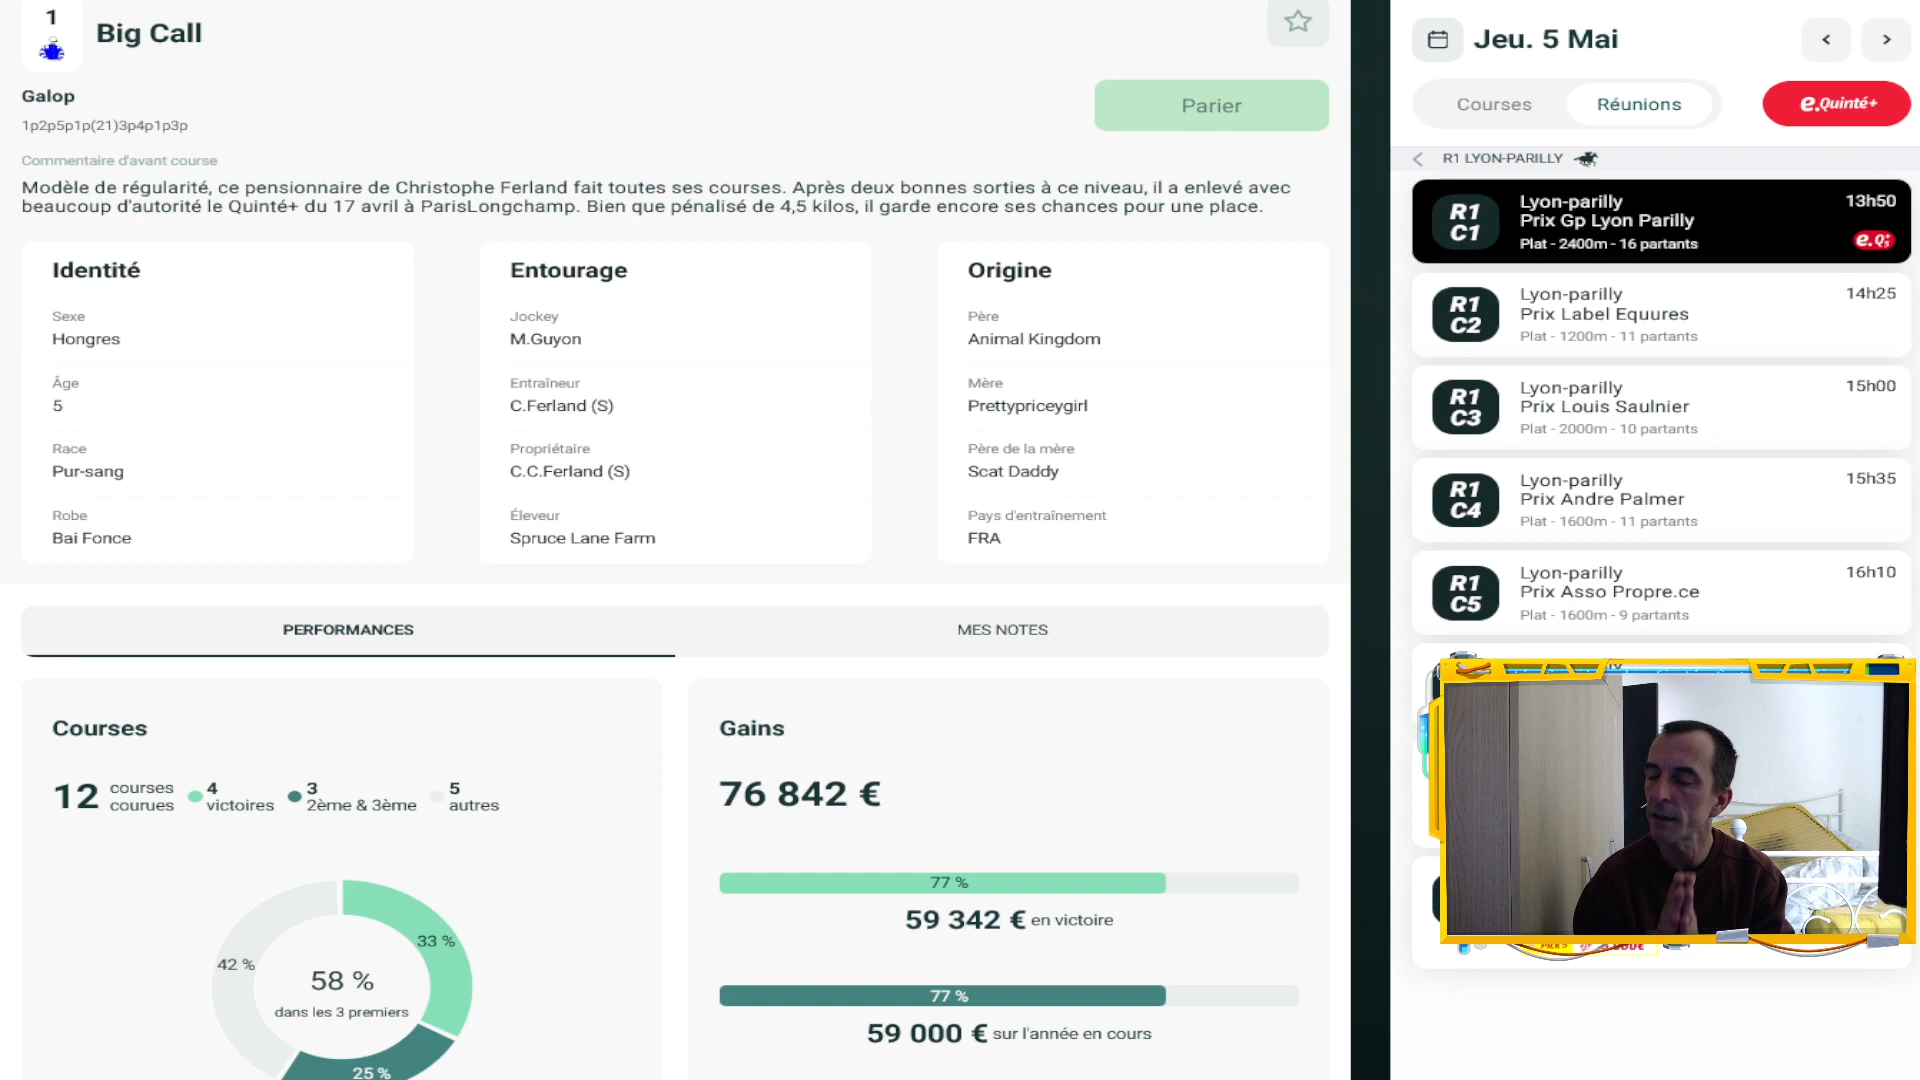 1
Big Call
Galop
1p2p5p1p(21)3p4p1p3p
Parier
Commentaire d'avant course
Modèle de régularité, ce pensionnaire de Christophe Ferland fait toutes ses courses. Après deux bonnes sorties à ce niveau, il a enlevé avec
beaucoup d'autorité le Quinté+ du 17 avril à ParisLongchamp. Bien que pénalisé de 4,5 kilos, il garde encore ses chances pour une place.
Identité
Sexe
Hongres
Âge
5
Race
Pur-sang
Robe
Bai Fonce
Entourage
Jockey
M.Guyon
Entraîneur
C.Ferland (S)
Propriétaire
C.C.Ferland (S)
Éleveur
Spruce Lane Farm
Origine
Père
Animal Kingdom
Mère
Prettypriceygirl
Père de la mère
Scat Daddy
Pays d'entraînement
FRA
PERFORMANCES
MES NOTES
Courses
12 courses courues
4 victoires
3 2ème & 3ème
5 autres
33 %
42 %
58 %
dans les 3 premiers
25 %
Gains
76 842 €
77 %
59 342 € en victoire
77 %
59 000 € sur l'année en cours
Jeu. 5 Mai
<
>
Courses
Réunions
e.Quinté+
R1 LYON-PARILLY
R1 C1
Lyon-parilly
13h50
Prix Gp Lyon Parilly
Plat - 2400m - 16 partants
R1 C2
Lyon-parilly
14h25
Prix Label Equures
Plat - 1200m - 11 partants
R1 C3
Lyon-parilly
15h00
Prix Louis Saulnier
Plat - 2000m - 10 partants
R1 C4
Lyon-parilly
15h35
Prix Andre Palmer
Plat - 1600m - 11 partants
R1 C5
Lyon-parilly
16h10
Prix Asso Propre.ce
Plat - 1600m - 9 partants